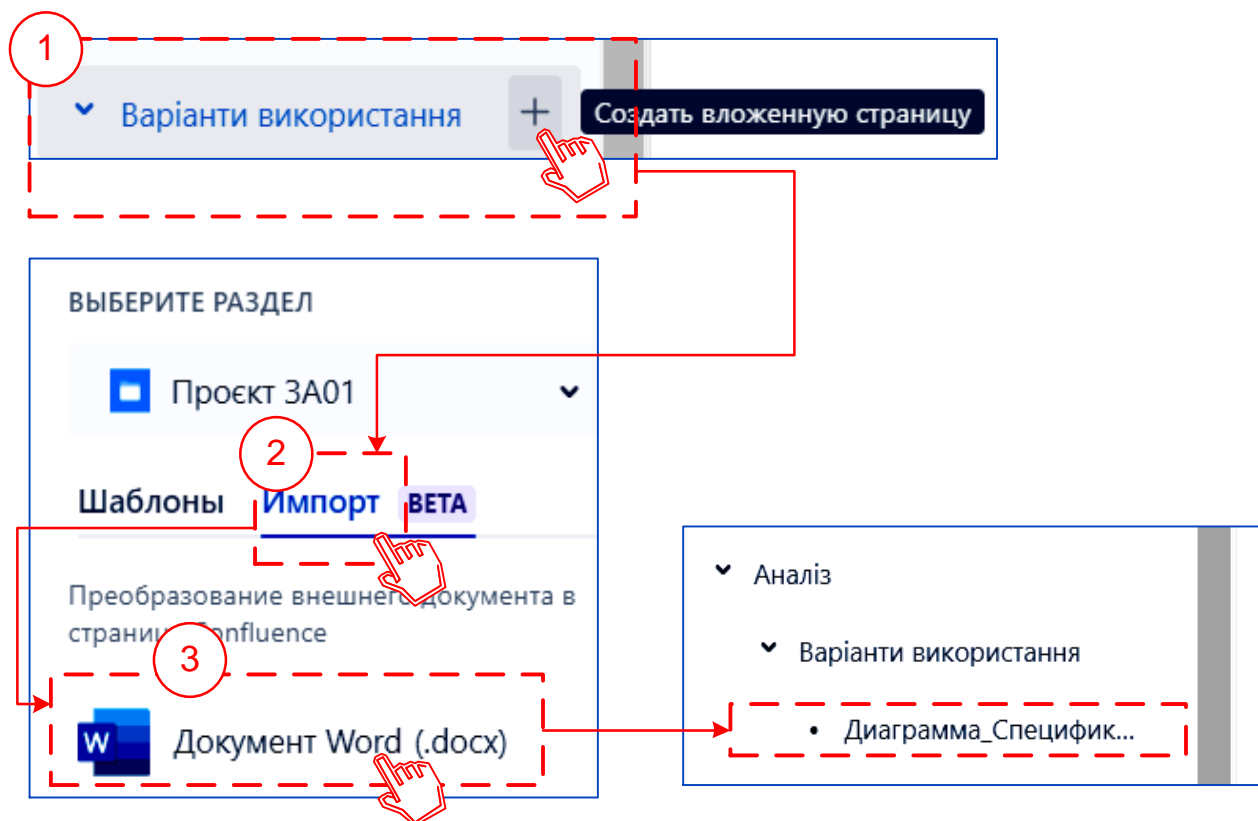 1
Варіанти використання
Создать вложенную страницу
ВЫБЕРИТЕ РАЗДЕЛ
Проєкт ЗА01
2
Шаблоны Импорт BETA
Преобразование внешнего документа в
страницу Confluence
3
W Документ Word (.docx)
Аналіз
Варіанти використання
• Диаграмма_Специфик...